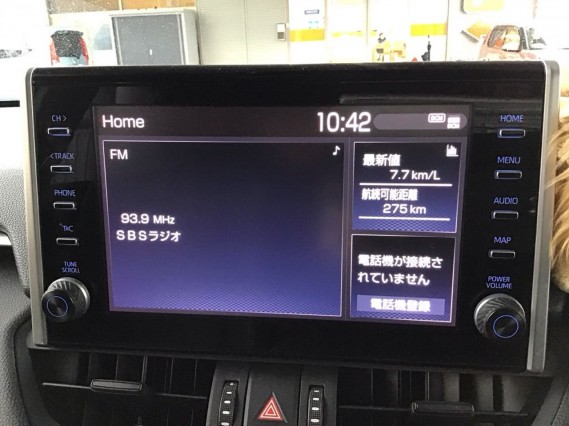 CH >
< TRACK
PHONE
TAC
TUNE
SCROLL
Home
10:42
DCM
FM
93.9 MHz
SBSラジオ
最新値
7.7 km/L
航続可能距離
275 km
電話機が接続さ
れていません
電話機登録
HOME
MENU
AUDIO
MAP
POWER
VOLUME